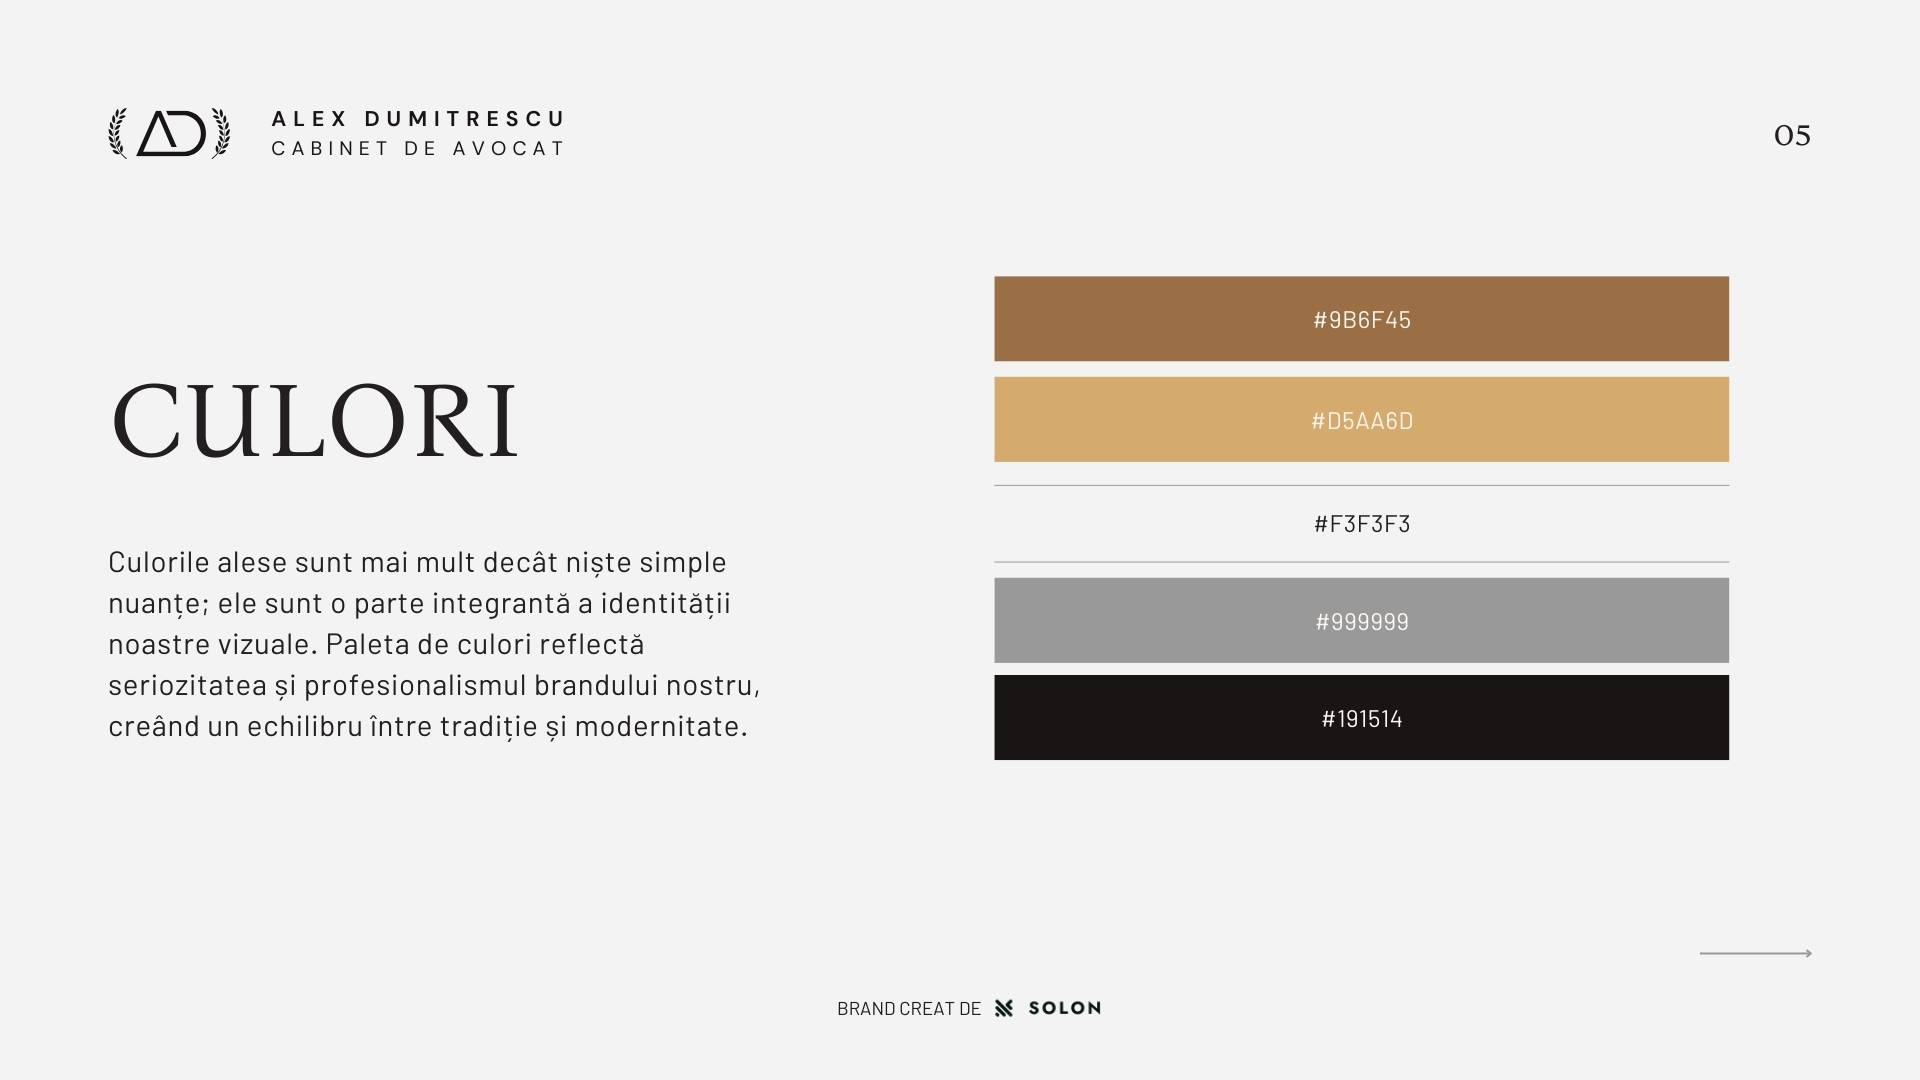 AD
ALEX DUMITRESCU
CABINET DE AVOCAT
05
CULORI
Culorile alese sunt mai mult decât niște simple
nuanțe; ele sunt o parte integrantă a identității
noastre vizuale. Paleta de culori reflectă
seriozitatea și profesionalismul brandului nostru,
creând un echilibru între tradiție și modernitate.
#9B6F45
#D5AA6D
#F3F3F3
#999999
#191514
BRAND CREAT DE SOLON